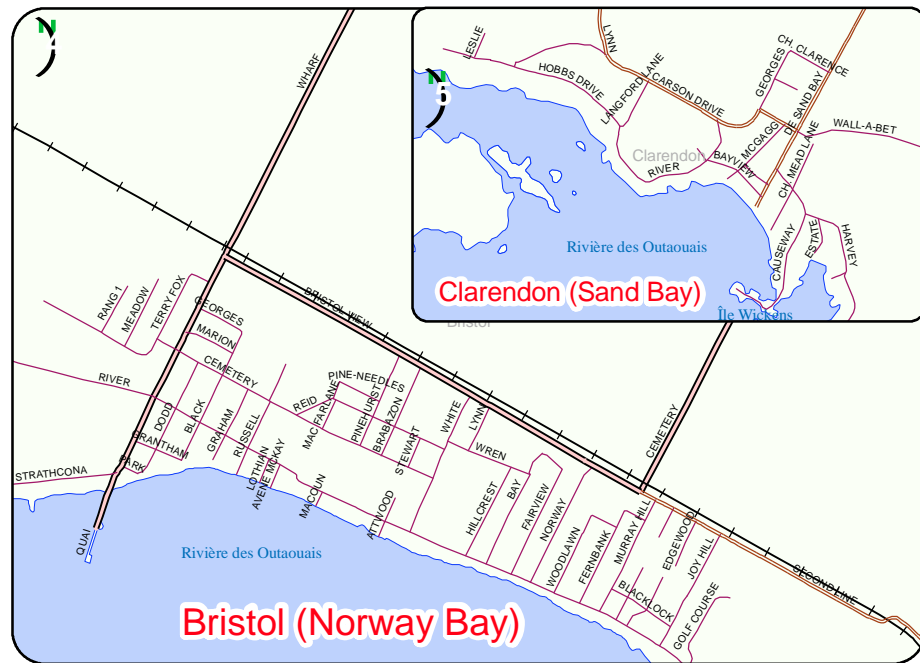 N
WHARF
BRISTOL VIEW
RANG 1
MEADOW
TERRY FOX
GEORGES
MARION
CEMETERY
RIVER
DODD
BLACK
GRAHAM
RUSSELL
GRANTHAM
PARK
STRATHCONA
QUAI
REID
PINE-NEEDLES
MAC FARLANE
PINEHURST
BRABAZON
STEWART
WHITE
LYNN
WREN
LOTHIAN
AVENE MCKAY
MACOUN
ATTWOOD
HILLCREST
BAY
FAIRVIEW
NORWAY
WOODLAWN
FERNBANK
MURRAY HILL
EDGEWOOD
JOY HILL
BLACKLOCK
GOLF COURSE
CEMETERY
SECOND LINE
Bristol
Rivière des Outaouais
Bristol (Norway Bay)
N
5
LESLIE
HOBBS DRIVE
LYNN
LANGFORD LANE
CARSON DRIVE
GEORGES
CH. CLARENCE
DE SAND BAY
MCGAGG
WALL-A-BET
BAYVIEW
CH. MEAD LANE
Clarendon
RIVER
CAUSEWAY
ESTATE
HARVEY
Rivière des Outaouais
Île Wickens
Clarendon (Sand Bay)